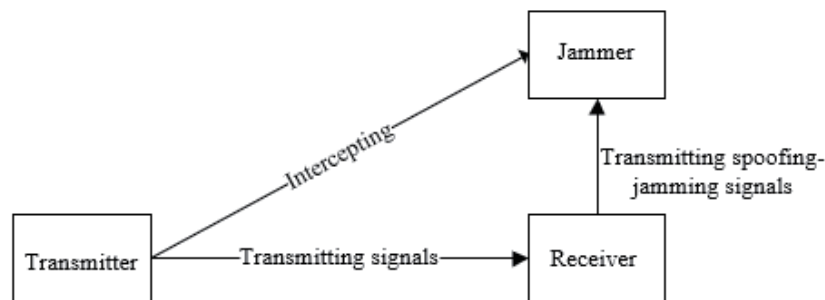 Jammer
Intercepting
Transmitting spoofing-
jamming signals
Transmitter
Transmitting signals
Receiver